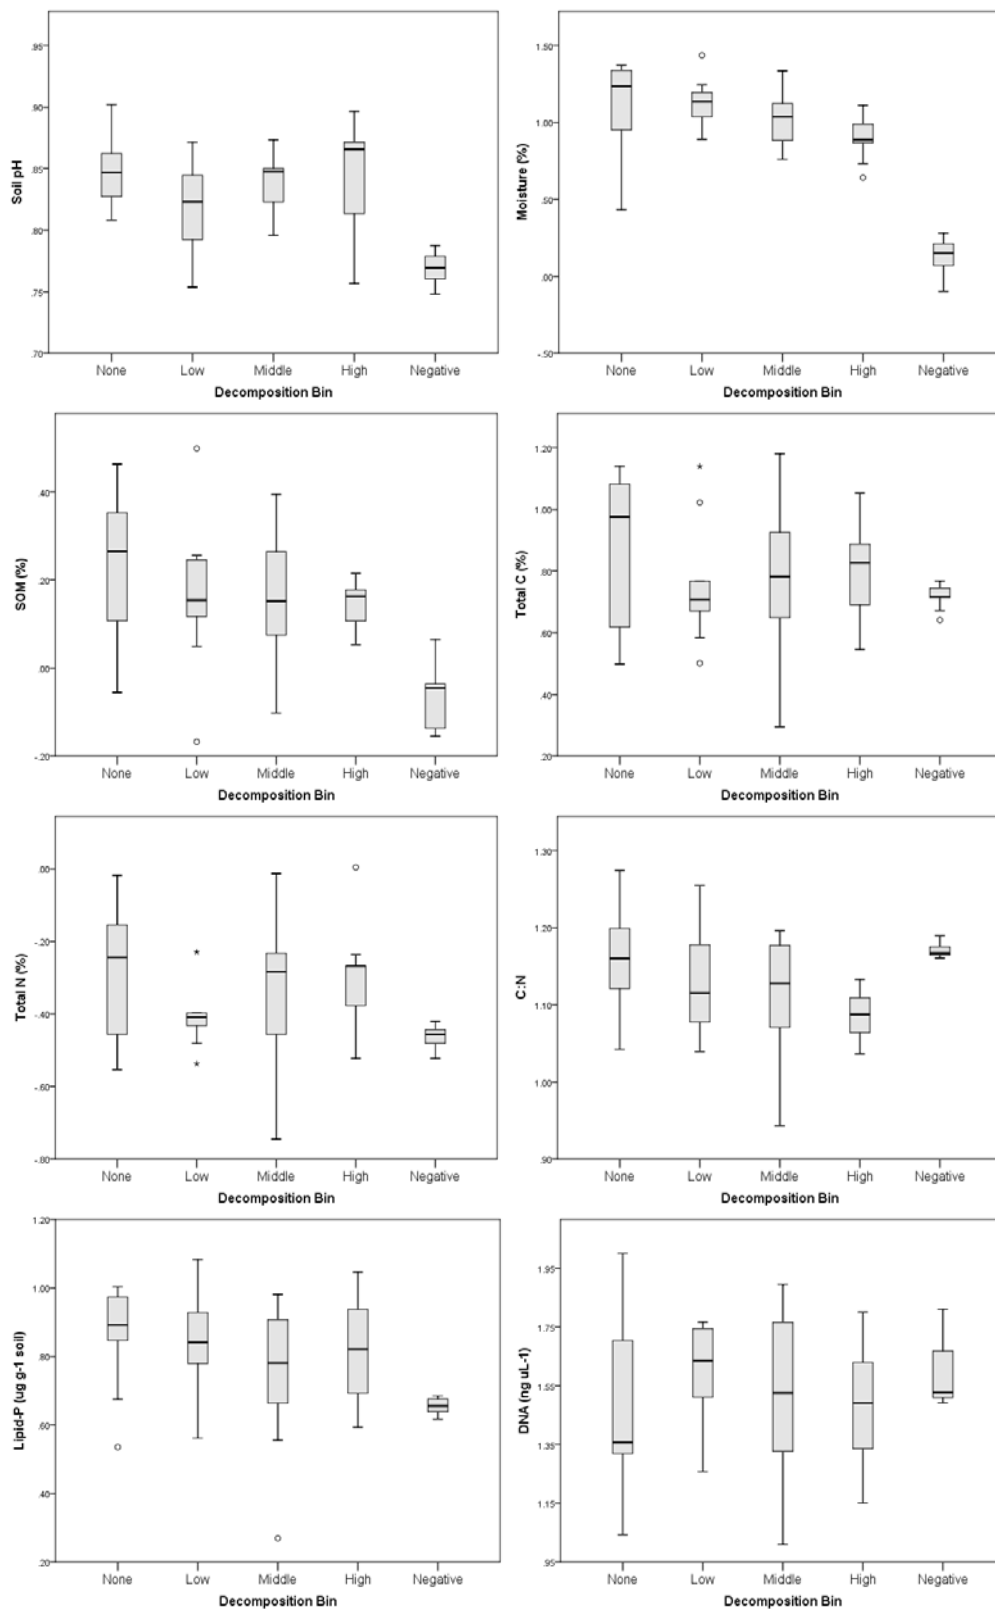 .95
.90
.85
.80
.75
.70
Soil pH
None Low Middle High Negative
Decomposition Bin
1.50
1.00
.50
.00
-.50
Moisture (%)
None Low Middle High Negative
Decomposition Bin
.40
.20
.00
-.20
SOM (%)
None Low Middle High Negative
Decomposition Bin
1.20
1.00
.80
.60
.40
.20
Total C (%)
None Low Middle High Negative
Decomposition Bin
.00
-.20
-.40
-.60
-.80
Total N (%)
None Low Middle High Negative
Decomposition Bin
1.30
1.20
1.10
1.00
.90
C:N
None Low Middle High Negative
Decomposition Bin
1.20
1.00
.80
.60
.40
.20
Lipid-P (ug g-1 soil)
None Low Middle High Negative
Decomposition Bin
1.95
1.75
1.55
1.35
1.15
.95
DNA (ng uL-1)
None Low Middle High Negative
Decomposition Bin